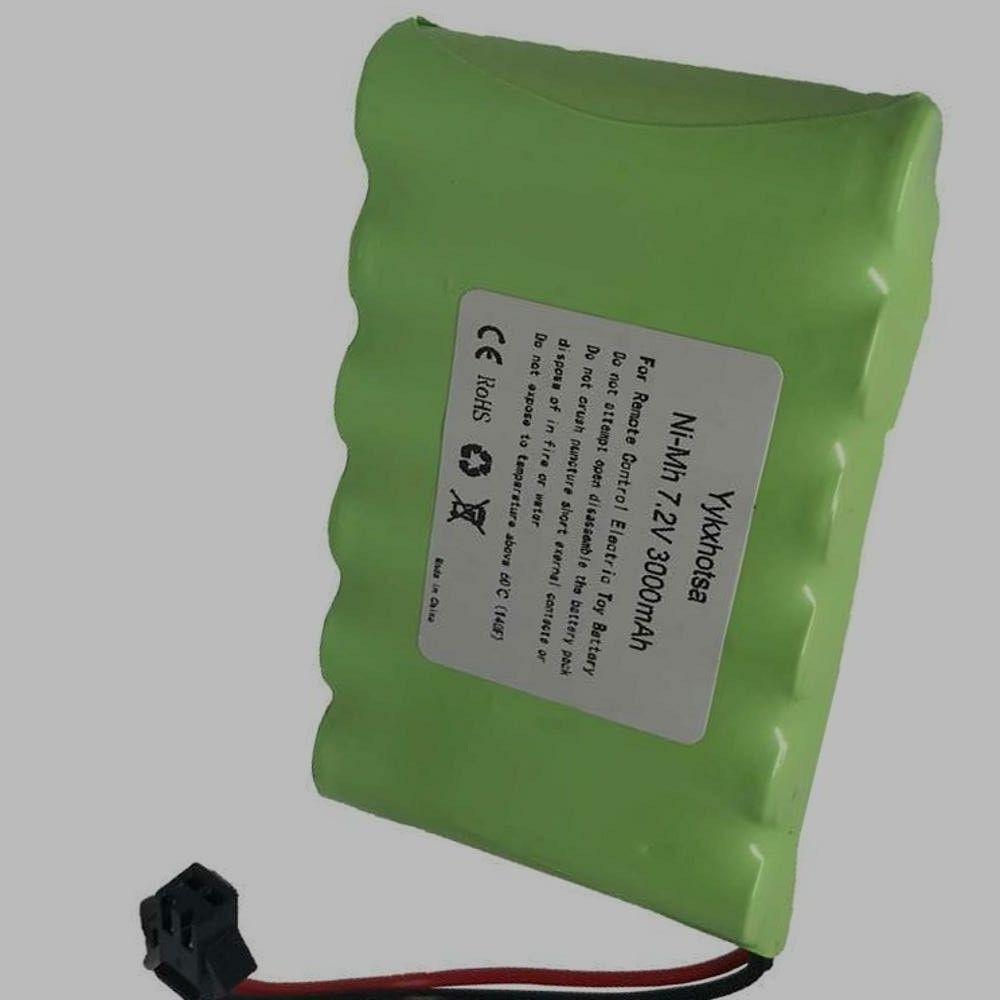 Yykxhotsa
Ni-Mh 7.2V 3000mAh
For Remote Control Electric Toy Battery
Do not attempt open disassemble the battery pack
Do not crush puncture short exernal contacts or
dispose of in fire or water
Do not expose to temperature above 60℃ (140F)
CE RoHS
Made in China